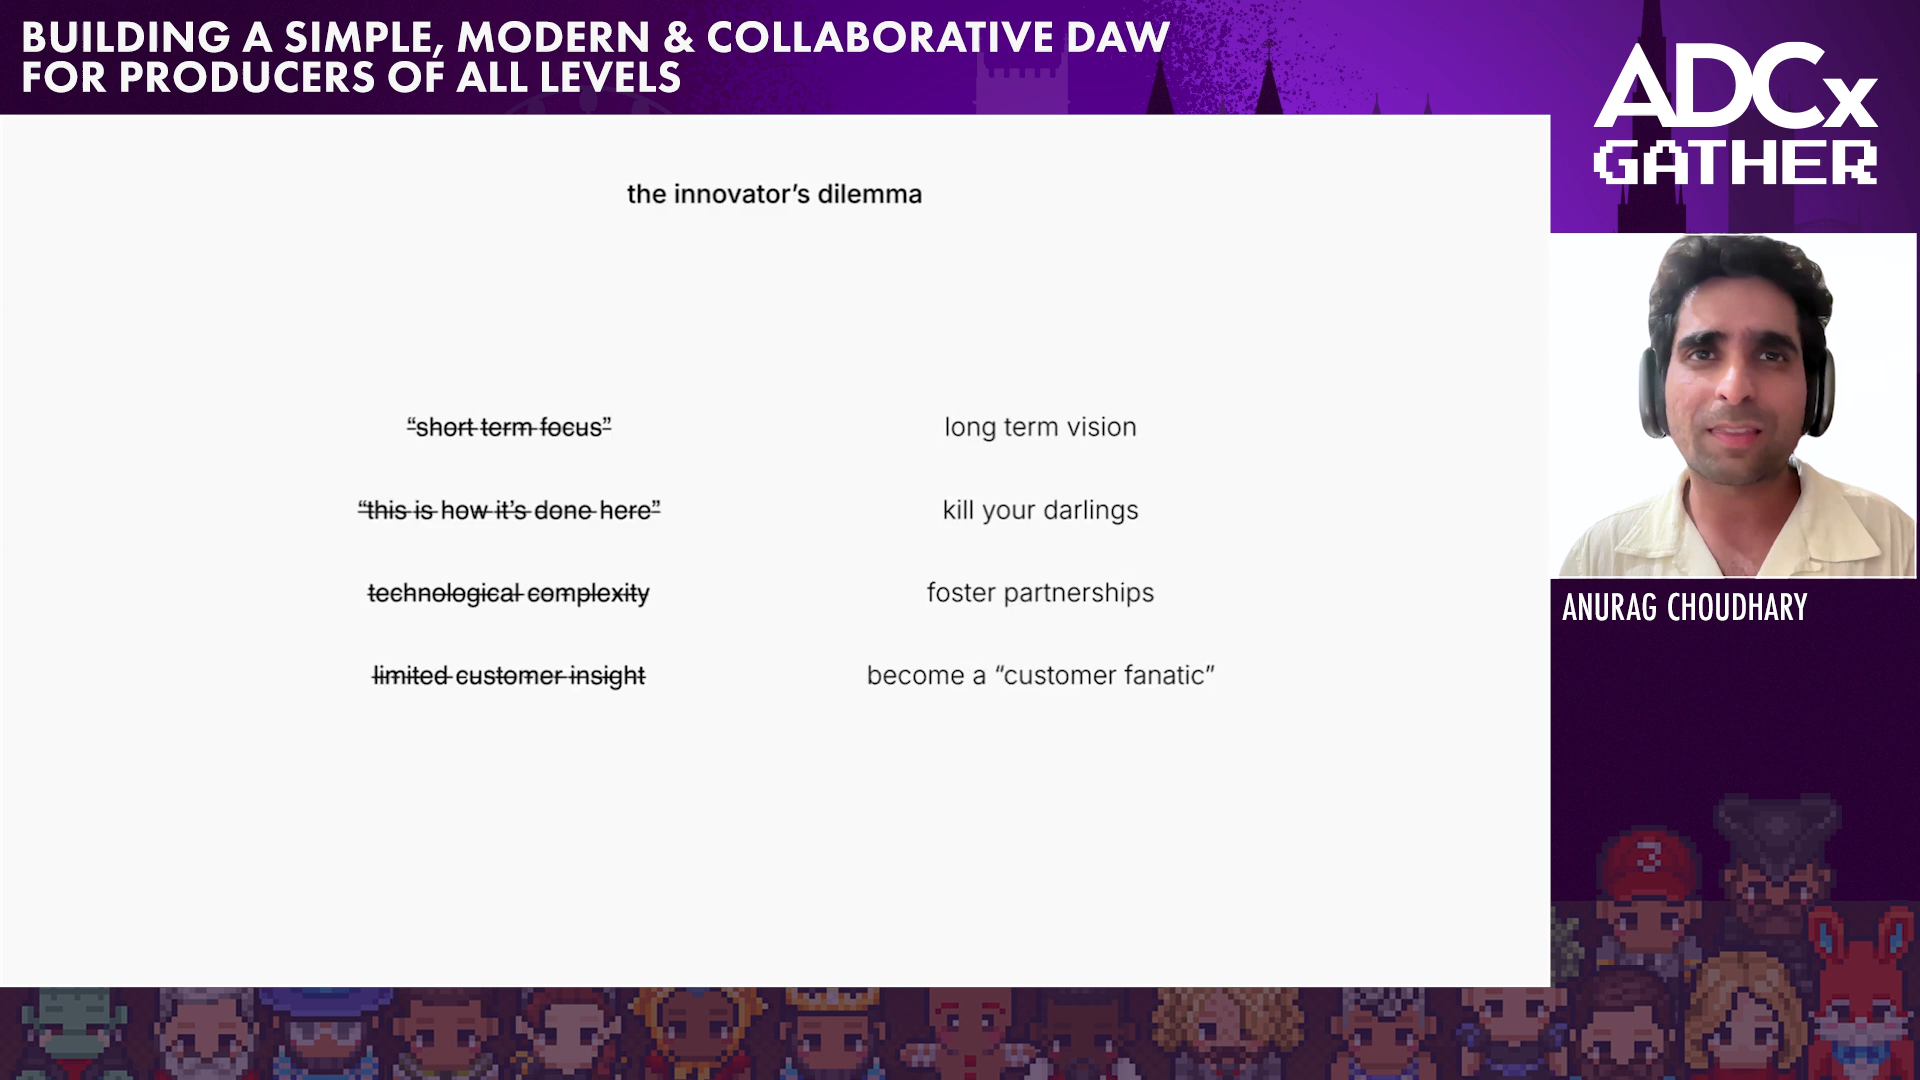 BUILDING A SIMPLE, MODERN & COLLABORATIVE DAW
FOR PRODUCERS OF ALL LEVELS
ADCx
GATHER
the innovator’s dilemma
“short term focus”
long term vision
“this is how it’s done here”
kill your darlings
technological complexity
foster partnerships
limited customer insight
become a “customer fanatic”
ANURAG CHOUDHARY
3